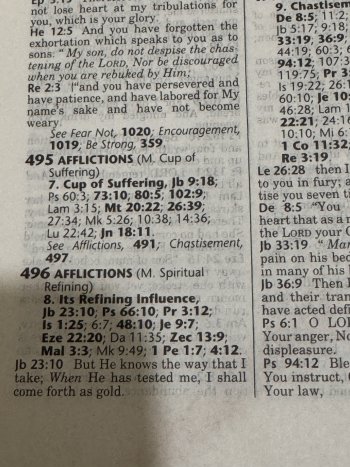 not lose heart at my tribulations for
you, which is your glory.
He 12:5 And you have forgotten the
exhortation which speaks to you as to
sons: "My son, do not despise the chas-
tening of the LORD, Nor be discouraged
when you are rebuked by Him;
Re 2:3 "and you have persevered and
have patience, and have labored for My
name's sake and have not become
weary.
See Fear Not, 1020; Encouragement,
1019; Be Strong, 359.
495 AFFLICTIONS (M. Cup of
Suffering)
7. Cup of Suffering, Jb 9:18;
Ps 60:3; 73:10; 80:5; 102:9;
Lam 3:15; Mt 20:22; 26:39;
27:34; Mk 5:26; 10:38; 14:36;
Lu 22:42; Jn 18:11.
See Afflictions, 491; Chastisement,
497.
496 AFFLICTIONS (M. Spiritual
Refining)
8. Its Refining Influence,
Jb 23:10; Ps 66:10; Pr 3:12;
Is 1:25; 6:7; 48:10; Je 9:7;
Eze 22:20; Da 11:35; Zec 13:9;
Mal 3:3; Mk 9:49; 1 Pe 1:7; 4:12.
Jb 23:10 But He knows the way that I
take; When He has tested me, I shall
come forth as gold.
9. Chastisem
De 8:5; 11:2;
Jb 5:17; 9:18;
33:19; 36:9;
44:19; 60:3;
94:12; 107:3
119:75; Pr 3:
Is 19:22; 26:1
60:10; Je 10:
46:28; Lam 1
22:21; 24:1
10:10; Mi 6:
1 Co 11:32;
Re 3:19
Le 26:28 then I
to you in fury; a
tise you seven ti
De 8:5 "You s
heart that as a
the LORD your G
Jb 33:19 "Man
pain on his bed
in many of his
Jb 36:9 Then
and their tran
have acted defi
Ps 6:1 O LO
Your anger, No
displeasure.
Ps 94:12 Ble
You instruct,
Your law,